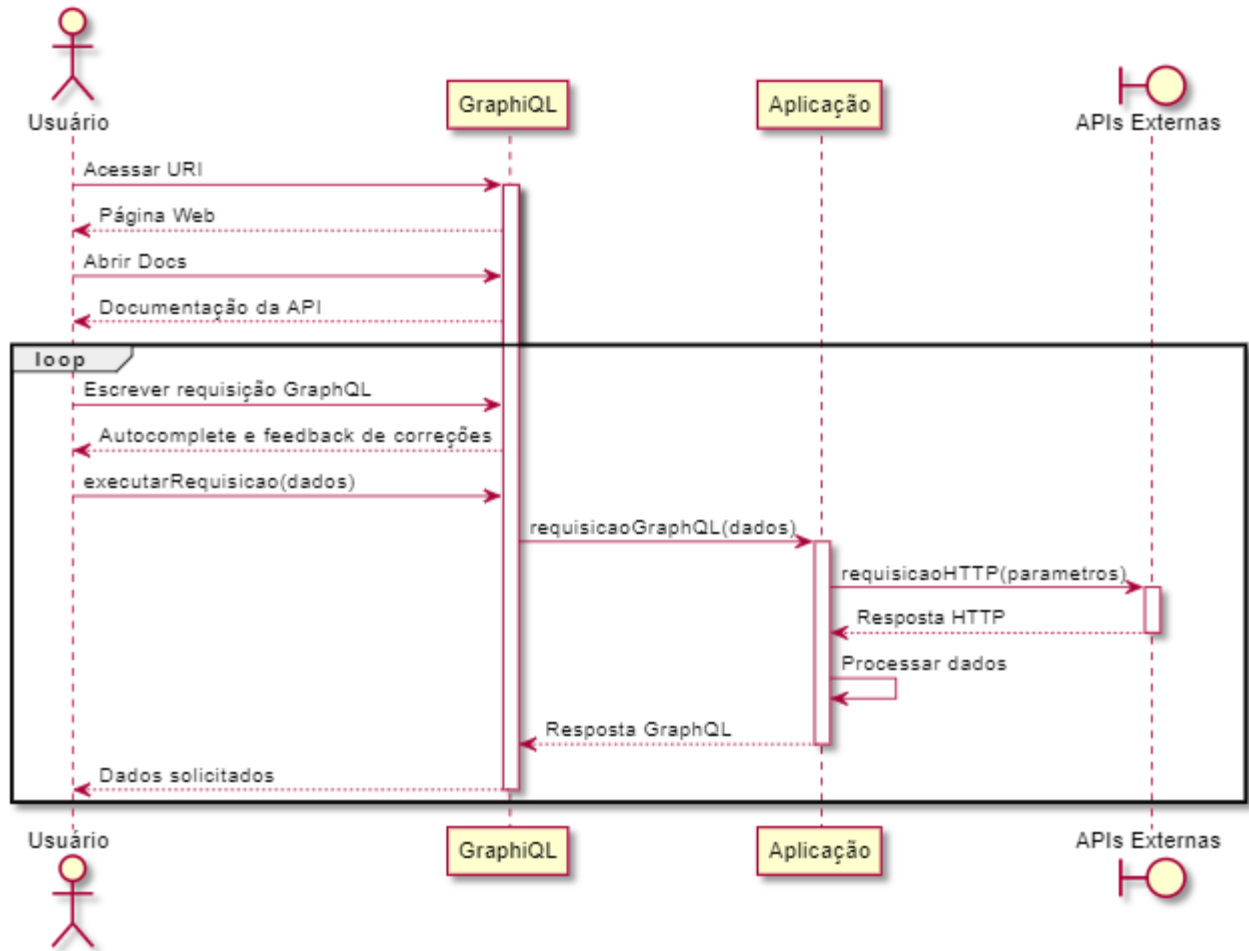 Usuário
GraphiQL
Aplicação
APIs Externas
Acessar URI
Página Web
Abrir Docs
Documentação da API
loop
Escrever requisição GraphQL
Autocomplete e feedback de correções
executarRequisicao(dados)
requisicaoGraphQL(dados)
requisicaoHTTP(parametros)
Resposta HTTP
Processar dados
Resposta GraphQL
Dados solicitados
Usuário
GraphiQL
Aplicação
APIs Externas